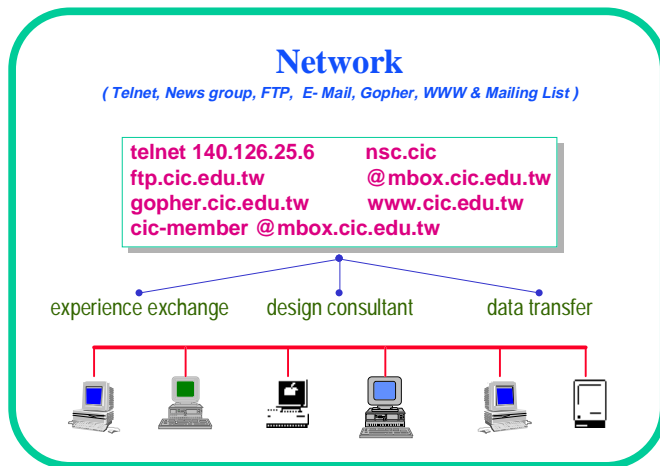 Network
( Telnet, News group, FTP, E- Mail, Gopher, WWW & Mailing List )
telnet 140.126.25.6 nsc.cic
ftp.cic.edu.tw @mbox.cic.edu.tw
gopher.cic.edu.tw www.cic.edu.tw
cic-member @mbox.cic.edu.tw
experience exchange design consultant data transfer